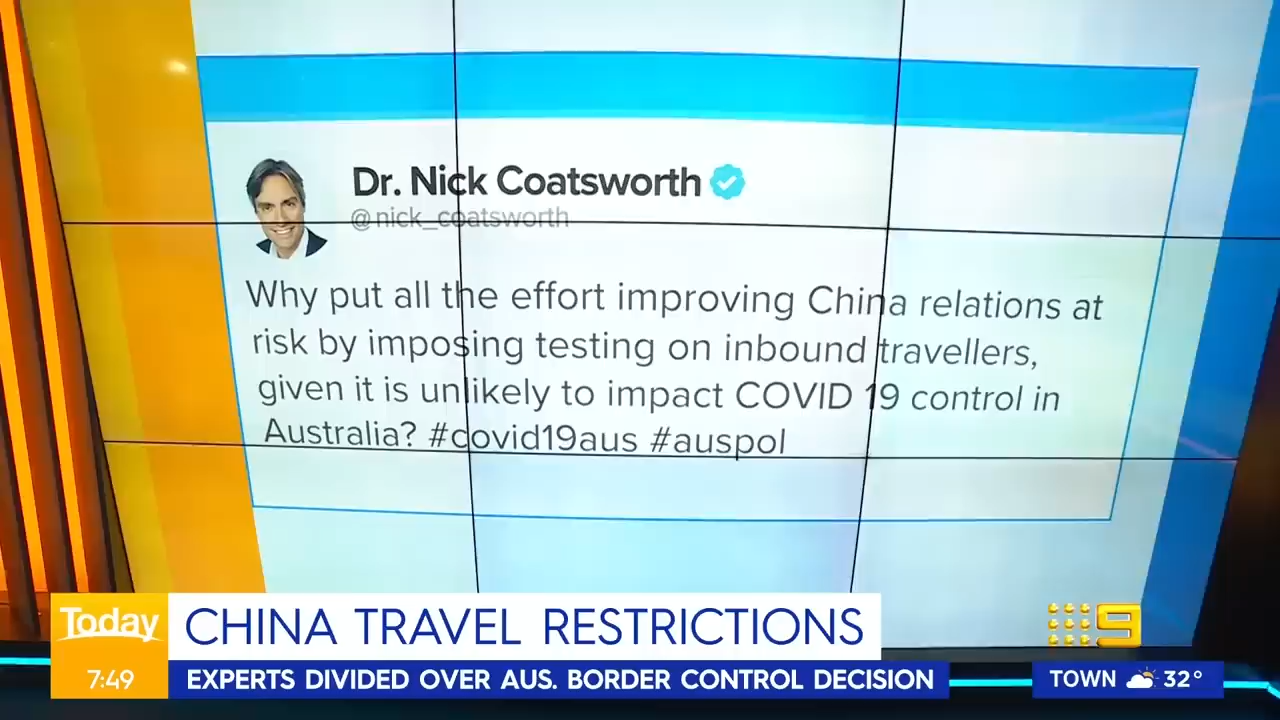 Dr. Nick Coatsworth
@nick_coatsworth
Why put all the effort improving China relations at
risk by imposing testing on inbound travellers,
given it is unlikely to impact COVID 19 control in
Australia? #covid19aus #auspol
Today
CHINA TRAVEL RESTRICTIONS
9
7:49
EXPERTS DIVIDED OVER AUS. BORDER CONTROL DECISION
TOWN 32°